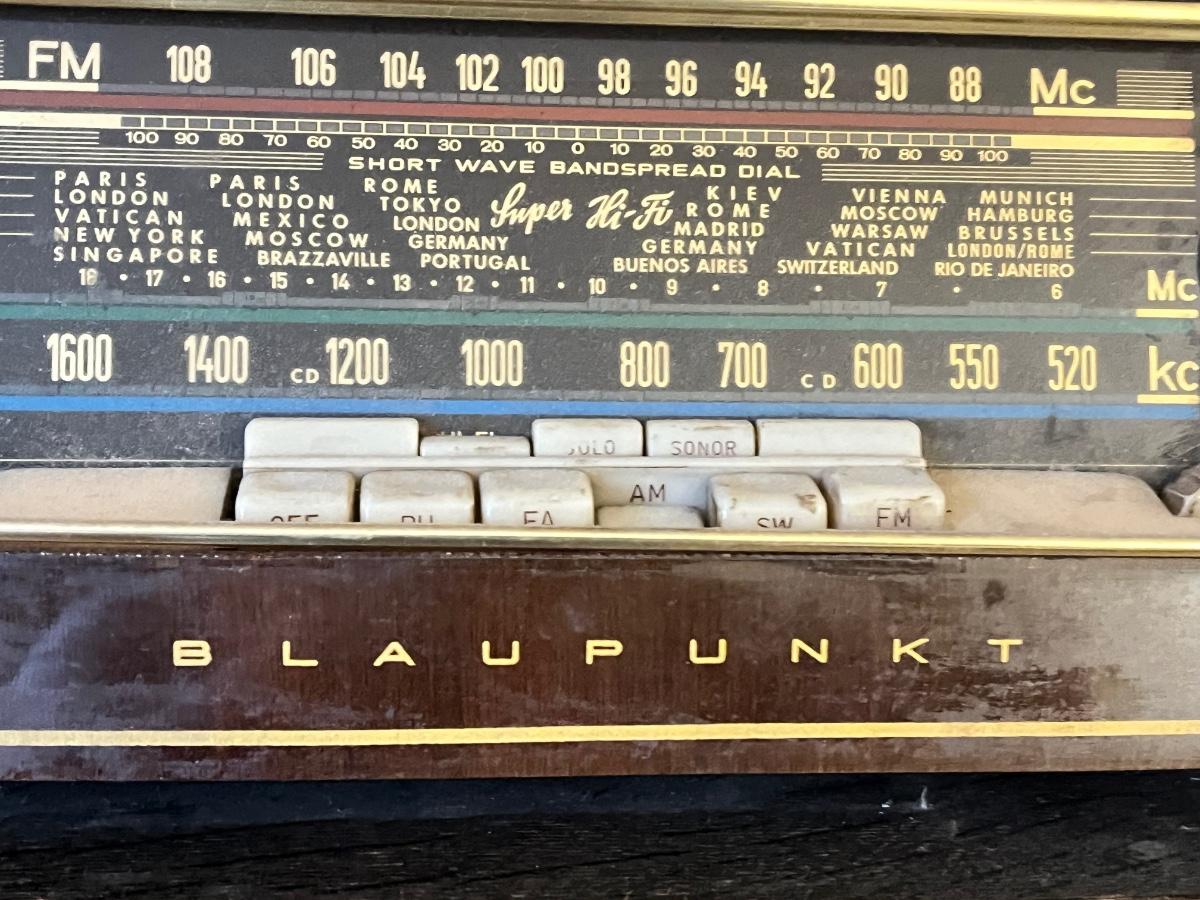 FM 108 106 104 102 100 98 96 94 92 90 88 Mc
100 90 80 70 60 50 40 30 20 10 0 10 20 30 40 50 60 70 80 90 100
SHORT WAVE BANDSPREAD DIAL
PARIS PARIS ROME KIEV VIENNA MUNICH
LONDON LONDON TOKYO Super Hi-Fi ROME MOSCOW HAMBURG
VATICAN MEXICO LONDON MADRID WARSAW BRUSSELS
NEW YORK MOSCOW GERMANY GERMANY VATICAN LONDON/ROME
SINGAPORE BRAZZAVILLE PORTUGAL BUENOS AIRES SWITZERLAND RIO DE JANEIRO
18 • 17 • 16 • 15 • 14 • 13 • 12 • 11 • 10 • 9 • 8 • 7 • 6 Mc
1600 1400 CD 1200 1000 800 700 CD 600 550 520 kc
SONOR
AM
SW FM
BLAUPUNKT